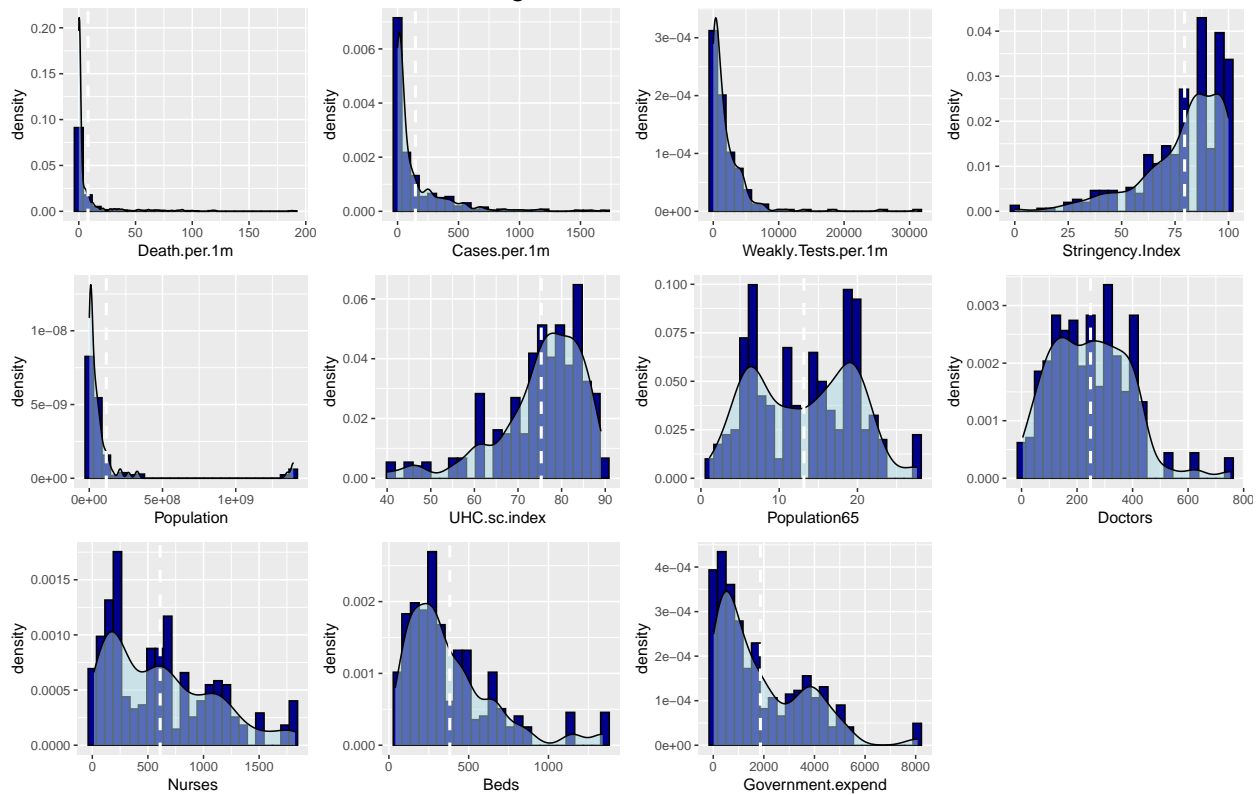 density
0.20
0.15
0.10
0.05
0.00
0 50 100 150 200
Death.per.1m
density
0.006
0.004
0.002
0.000
0 500 1000 1500
Cases.per.1m
density
3e−04
2e−04
1e−04
0e+00
0 10000 20000 30000
Weakly.Tests.per.1m
density
0.04
0.03
0.02
0.01
0.00
0 25 50 75 100
Stringency.Index
density
1e−08
5e−09
0e+00
0e+00 5e+08 1e+09
Population
density
0.06
0.04
0.02
0.00
40 50 60 70 80 90
UHC.sc.index
density
0.100
0.075
0.050
0.025
0.000
0 10 20
Population65
density
0.003
0.002
0.001
0.000
0 200 400 600 800
Doctors
density
0.0015
0.0010
0.0005
0.0000
0 500 1000 1500
Nurses
density
0.002
0.001
0.000
0 500 1000
Beds
density
4e−04
3e−04
2e−04
1e−04
0e+00
0 2000 4000 6000 8000
Government.expend